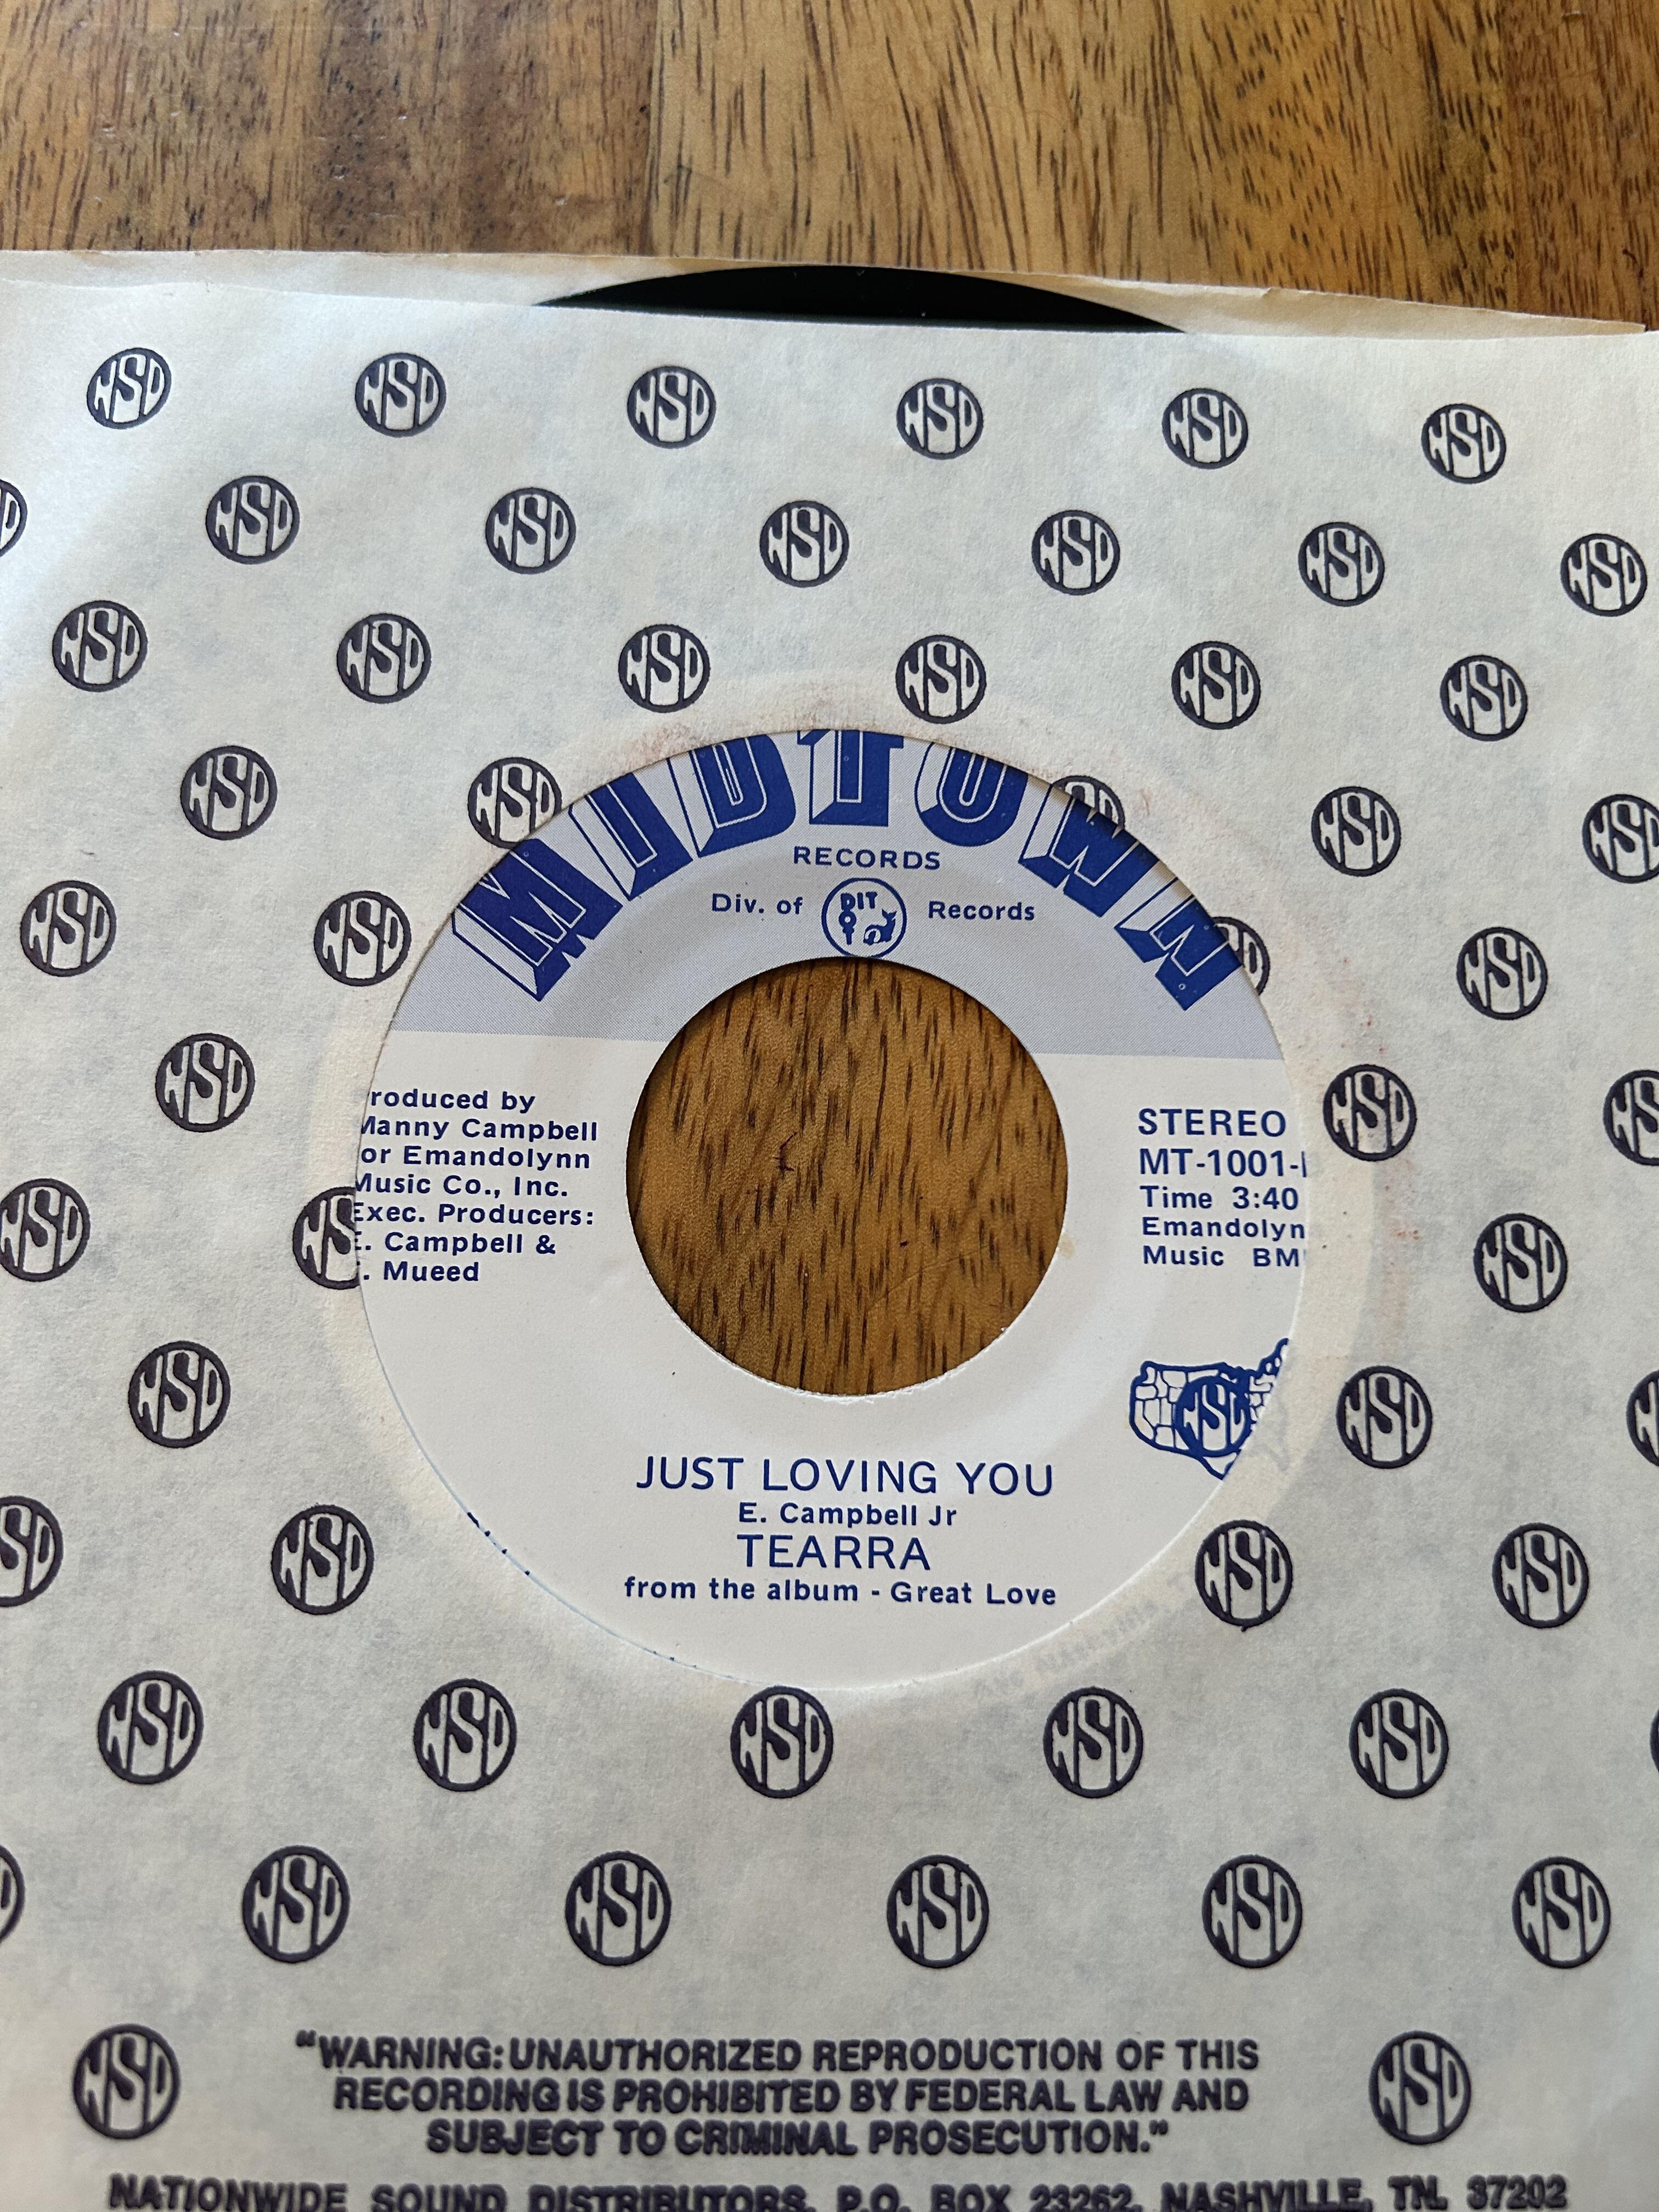 MIDTOWN
RECORDS
Div. of DIT Records
roduced by
Manny Campbell
or Emandolynn
Music Co., Inc.
Exec. Producers:
E. Campbell &
. Mueed
STEREO
MT-1001-
Time 3:40
Emandolyn
Music BM
NSD
JUST LOVING YOU
E. Campbell Jr
TEARRA
from the album - Great Love
"WARNING: UNAUTHORIZED REPRODUCTION OF THIS
RECORDING IS PROHIBITED BY FEDERAL LAW AND
SUBJECT TO CRIMINAL PROSECUTION."
NATIONWIDE SOUND DISTRIBUTORS, P.O. BOX 23262, NASHVILLE, TN. 37202